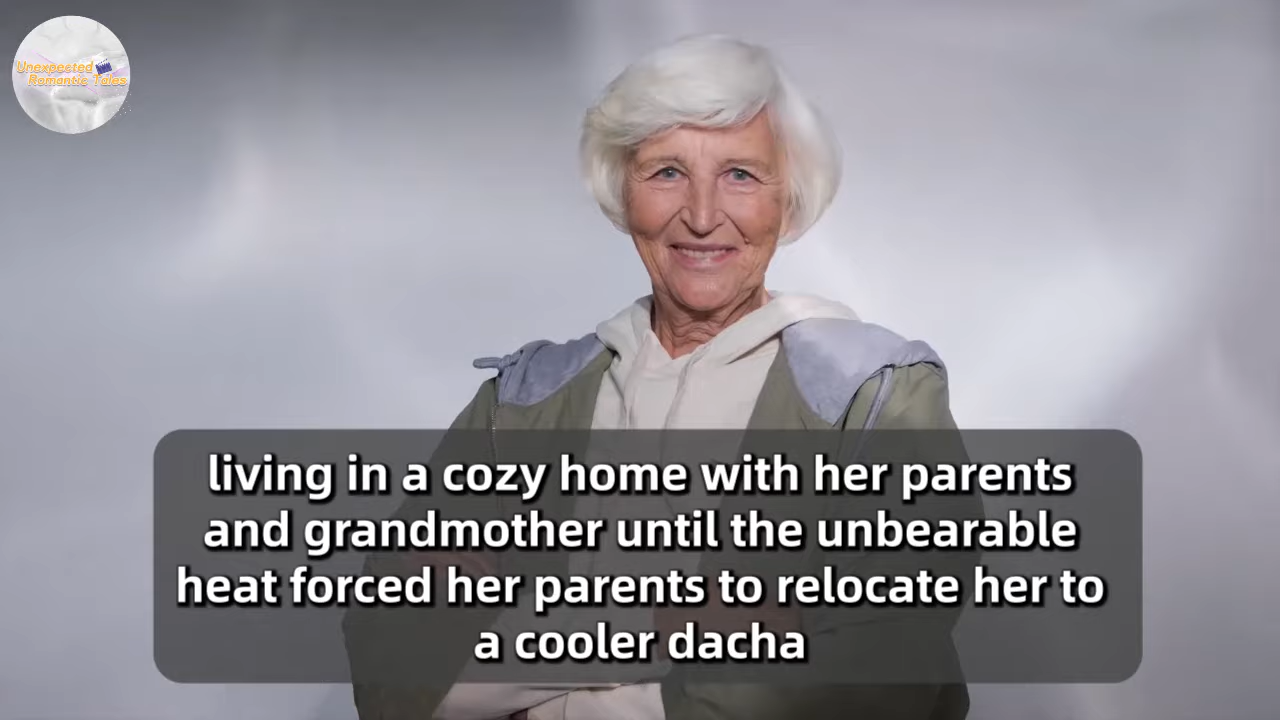 Unexpected
Romantic Tales
living in a cozy home with her parents
and grandmother until the unbearable
heat forced her parents to relocate her to
a cooler dacha